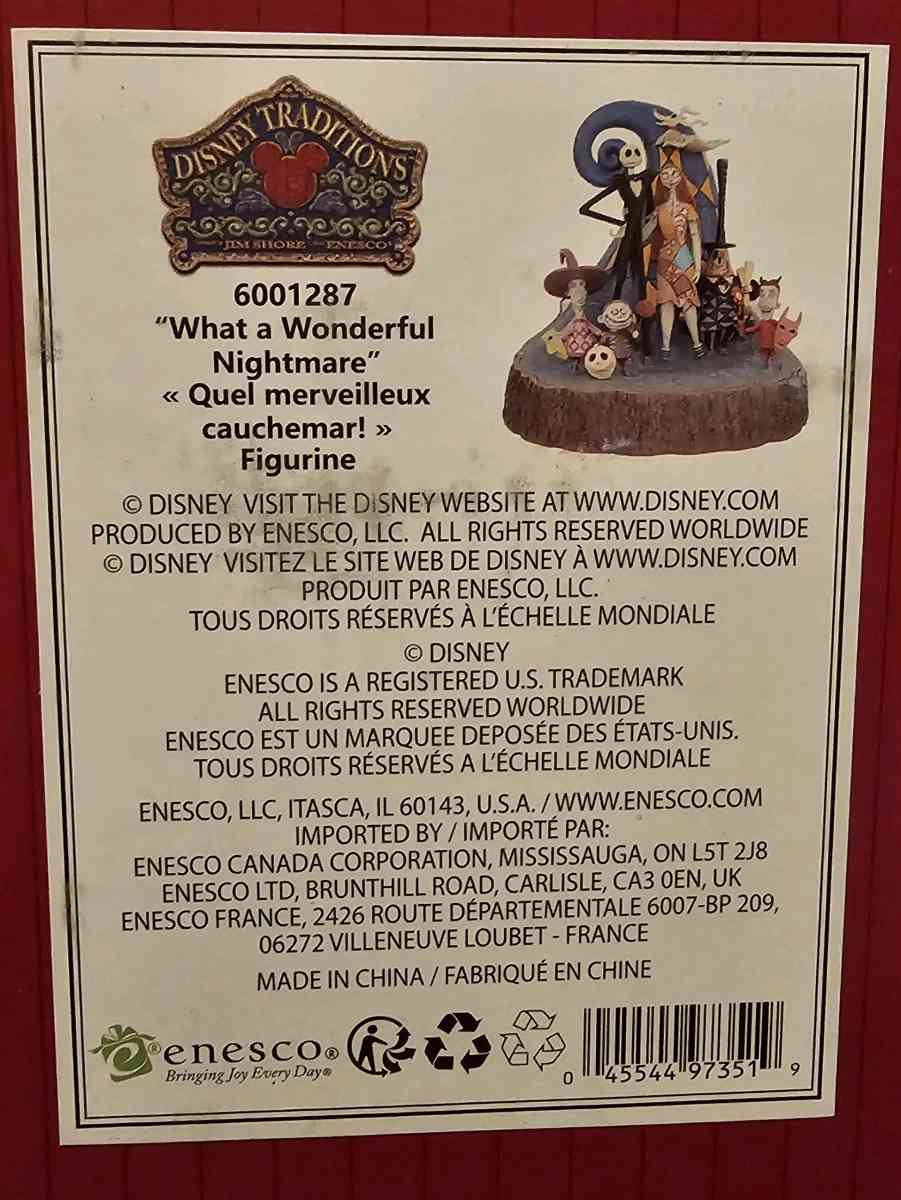 DISNEY TRADITIONS
JIM SHORE ENESCO
6001287
“What a Wonderful
Nightmare”
« Quel merveilleux
cauchemar! »
Figurine
© DISNEY VISIT THE DISNEY WEBSITE AT WWW.DISNEY.COM
PRODUCED BY ENESCO, LLC. ALL RIGHTS RESERVED WORLDWIDE
© DISNEY VISITEZ LE SITE WEB DE DISNEY À WWW.DISNEY.COM
PRODUIT PAR ENESCO, LLC.
TOUS DROITS RÉSERVÉS À L’ÉCHELLE MONDIALE
© DISNEY
ENESCO IS A REGISTERED U.S. TRADEMARK
ALL RIGHTS RESERVED WORLDWIDE
ENESCO EST UN MARQUEE DEPOSÉE DES ÉTATS-UNIS.
TOUS DROITS RÉSERVÉS A L’ÉCHELLE MONDIALE
ENESCO, LLC, ITASCA, IL 60143, U.S.A. / WWW.ENESCO.COM
IMPORTED BY / IMPORTÉ PAR:
ENESCO CANADA CORPORATION, MISSISSAUGA, ON L5T 2J8
ENESCO LTD, BRUNTHILL ROAD, CARLISLE, CA3 0EN, UK
ENESCO FRANCE, 2426 ROUTE DÉPARTEMENTALE 6007-BP 209,
06272 VILLENEUVE LOUBET - FRANCE
MADE IN CHINA / FABRIQUÉ EN CHINE
enesco®
Bringing Joy Every Day®
0 45544 97351 9